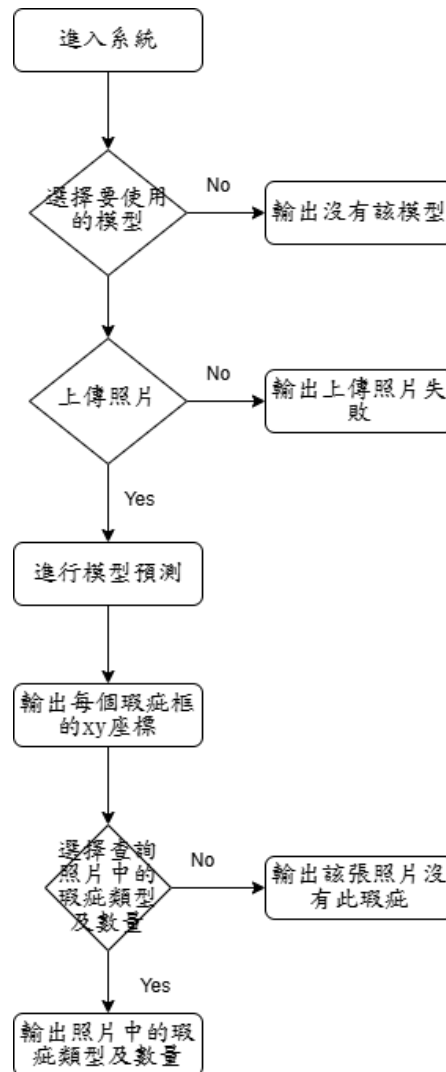 進入系統
選擇要使用
的模型
No
輸出沒有該模型
上傳照片
No
輸出上傳照片失
敗
Yes
進行模型預測
輸出每個瑕疵框
的xy座標
選擇查詢
照片中的
瑕疵類型
及數量
No
輸出該張照片沒
有此瑕疵
Yes
輸出照片中的瑕
疵類型及數量